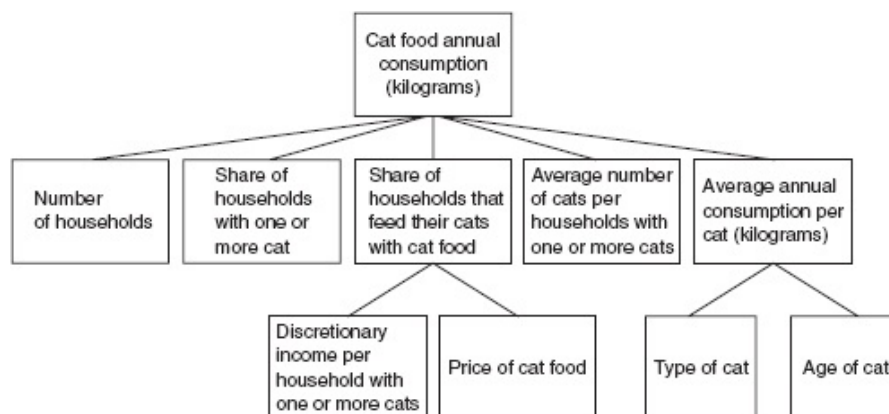 Cat food annual
consumption
(kilograms)
Number
of households
Share of
households
with one or
more cat
Share of
households that
feed their cats
with cat food
Average number
of cats per
households with
one or more cats
Average annual
consumption per
cat (kilograms)
Discretionary
income per
household with
one or more cats
Price of cat food
Type of cat
Age of cat